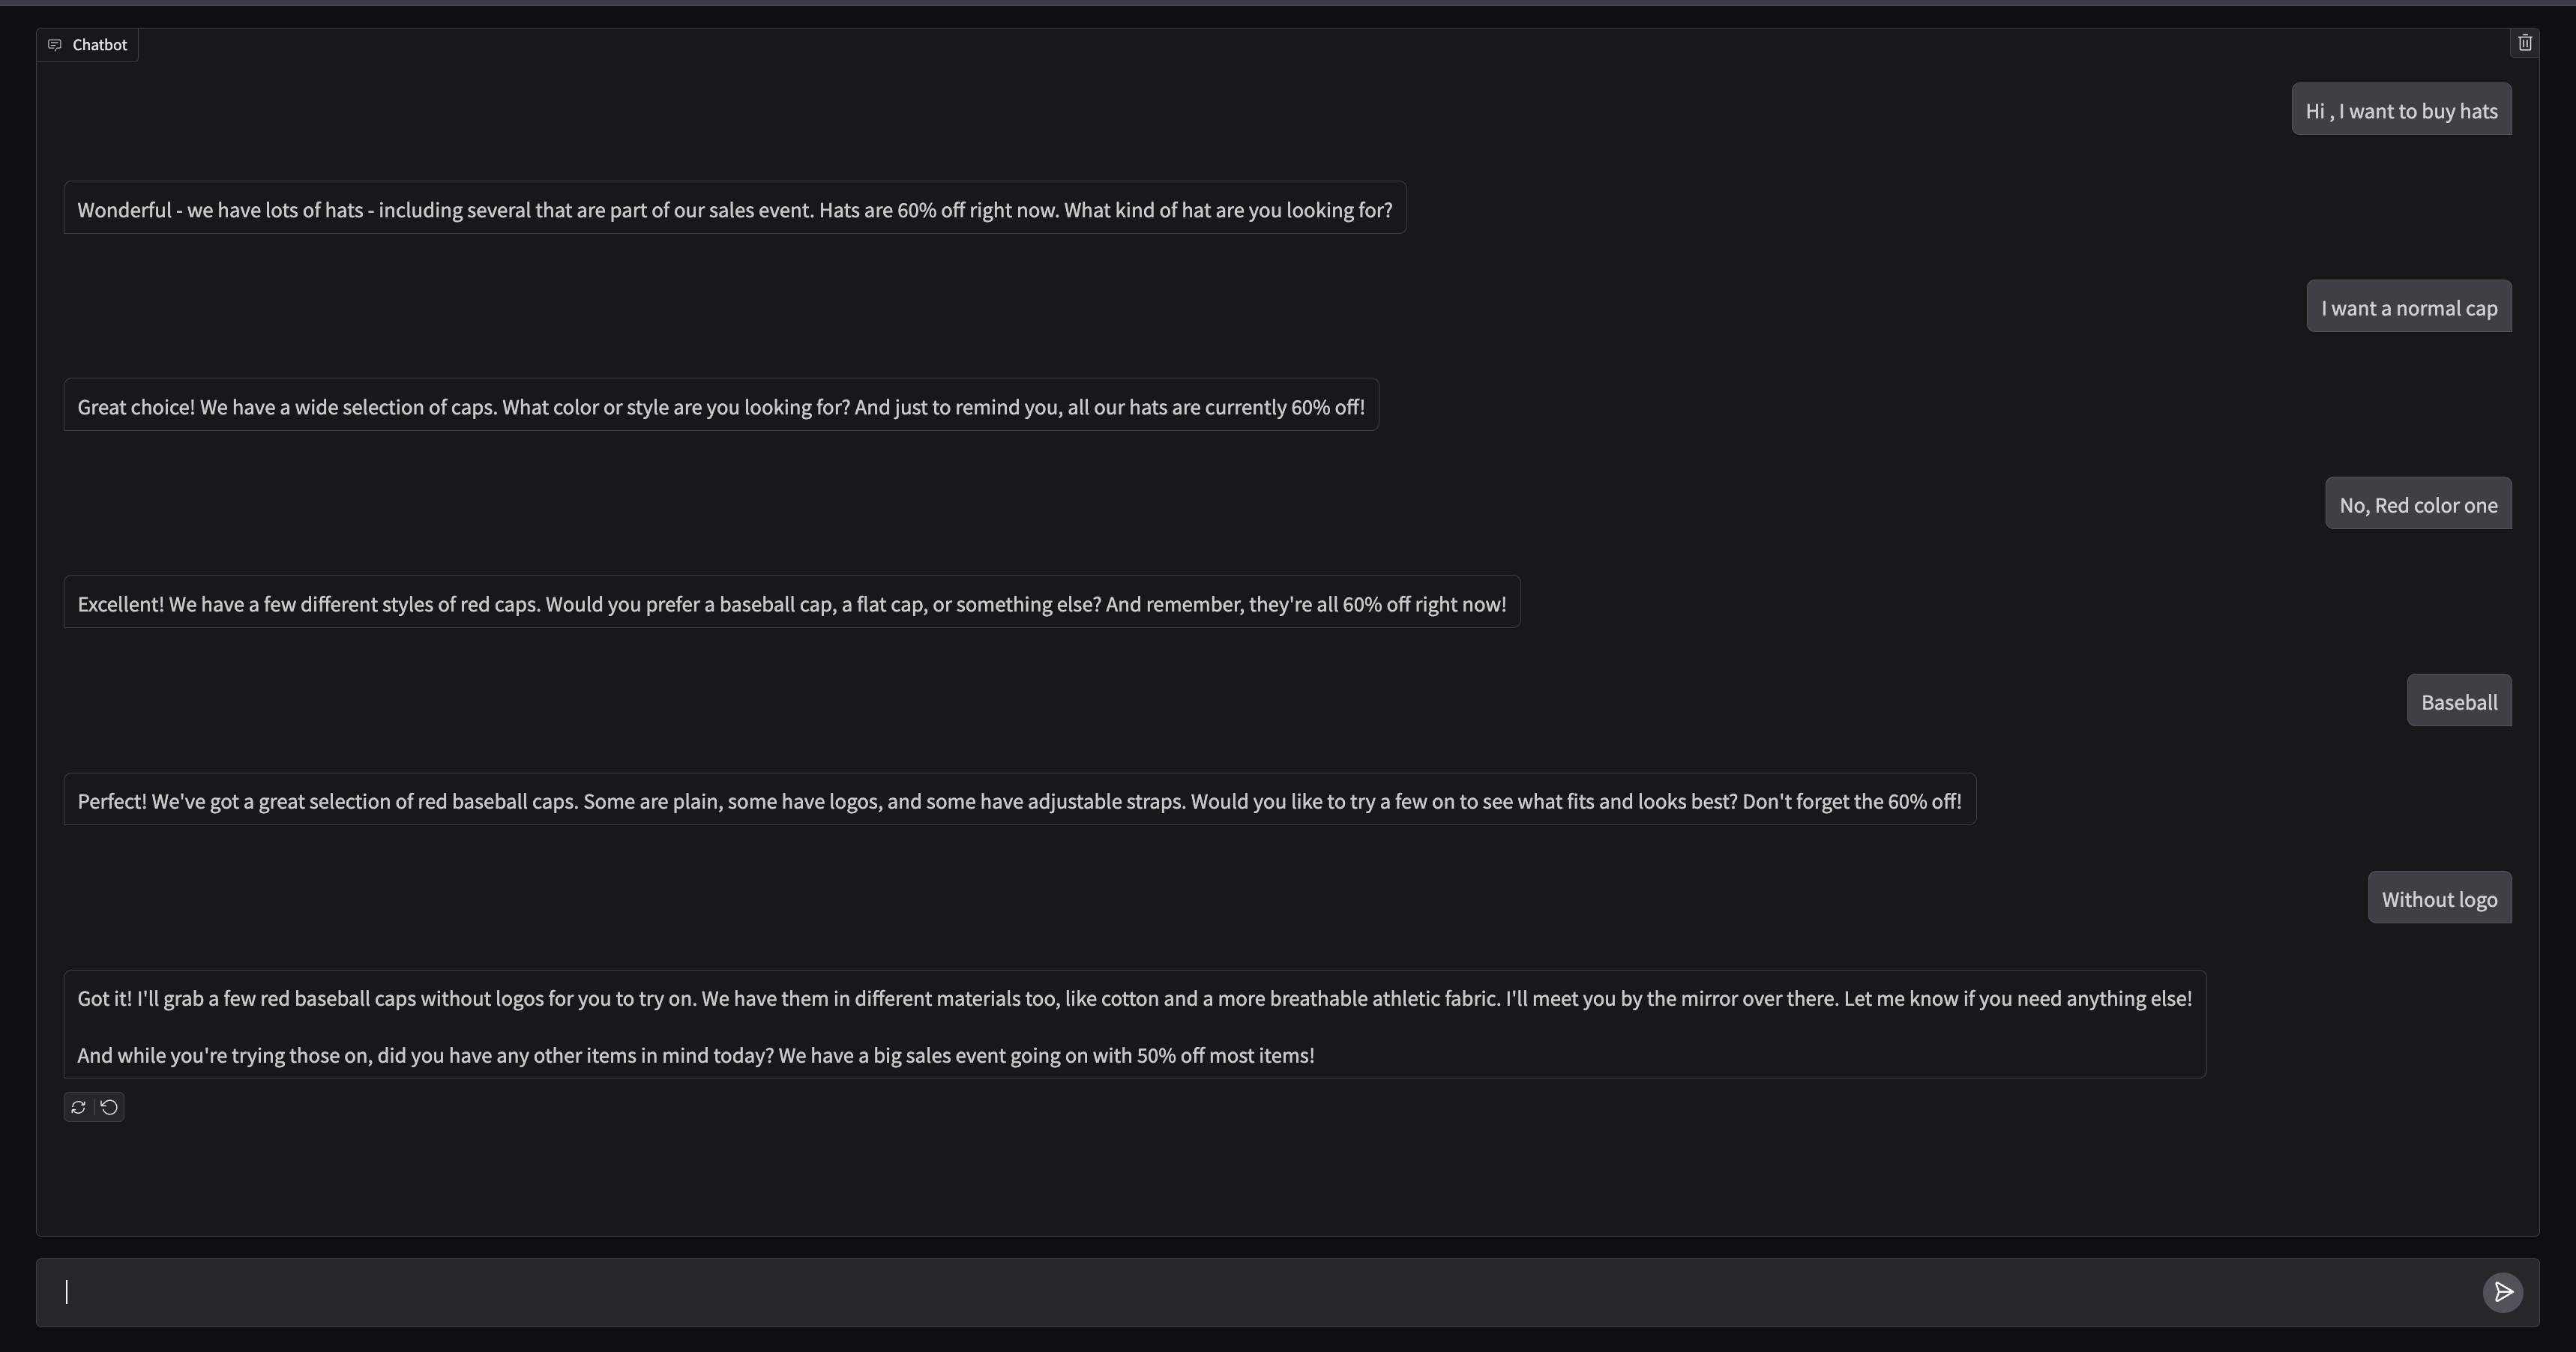 Chatbot
Hi , I want to buy hats
Wonderful - we have lots of hats - including several that are part of our sales event. Hats are 60% off right now. What kind of hat are you looking for?
I want a normal cap
Great choice! We have a wide selection of caps. What color or style are you looking for? And just to remind you, all our hats are currently 60% off!
No, Red color one
Excellent! We have a few different styles of red caps. Would you prefer a baseball cap, a flat cap, or something else? And remember, they're all 60% off right now!
Baseball
Perfect! We've got a great selection of red baseball caps. Some are plain, some have logos, and some have adjustable straps. Would you like to try a few on to see what fits and looks best? Don't forget the 60% off!
Without logo
Got it! I'll grab a few red baseball caps without logos for you to try on. We have them in different materials too, like cotton and a more breathable athletic fabric. I'll meet you by the mirror over there. Let me know if you need anything else!
And while you're trying those on, did you have any other items in mind today? We have a big sales event going on with 50% off most items!